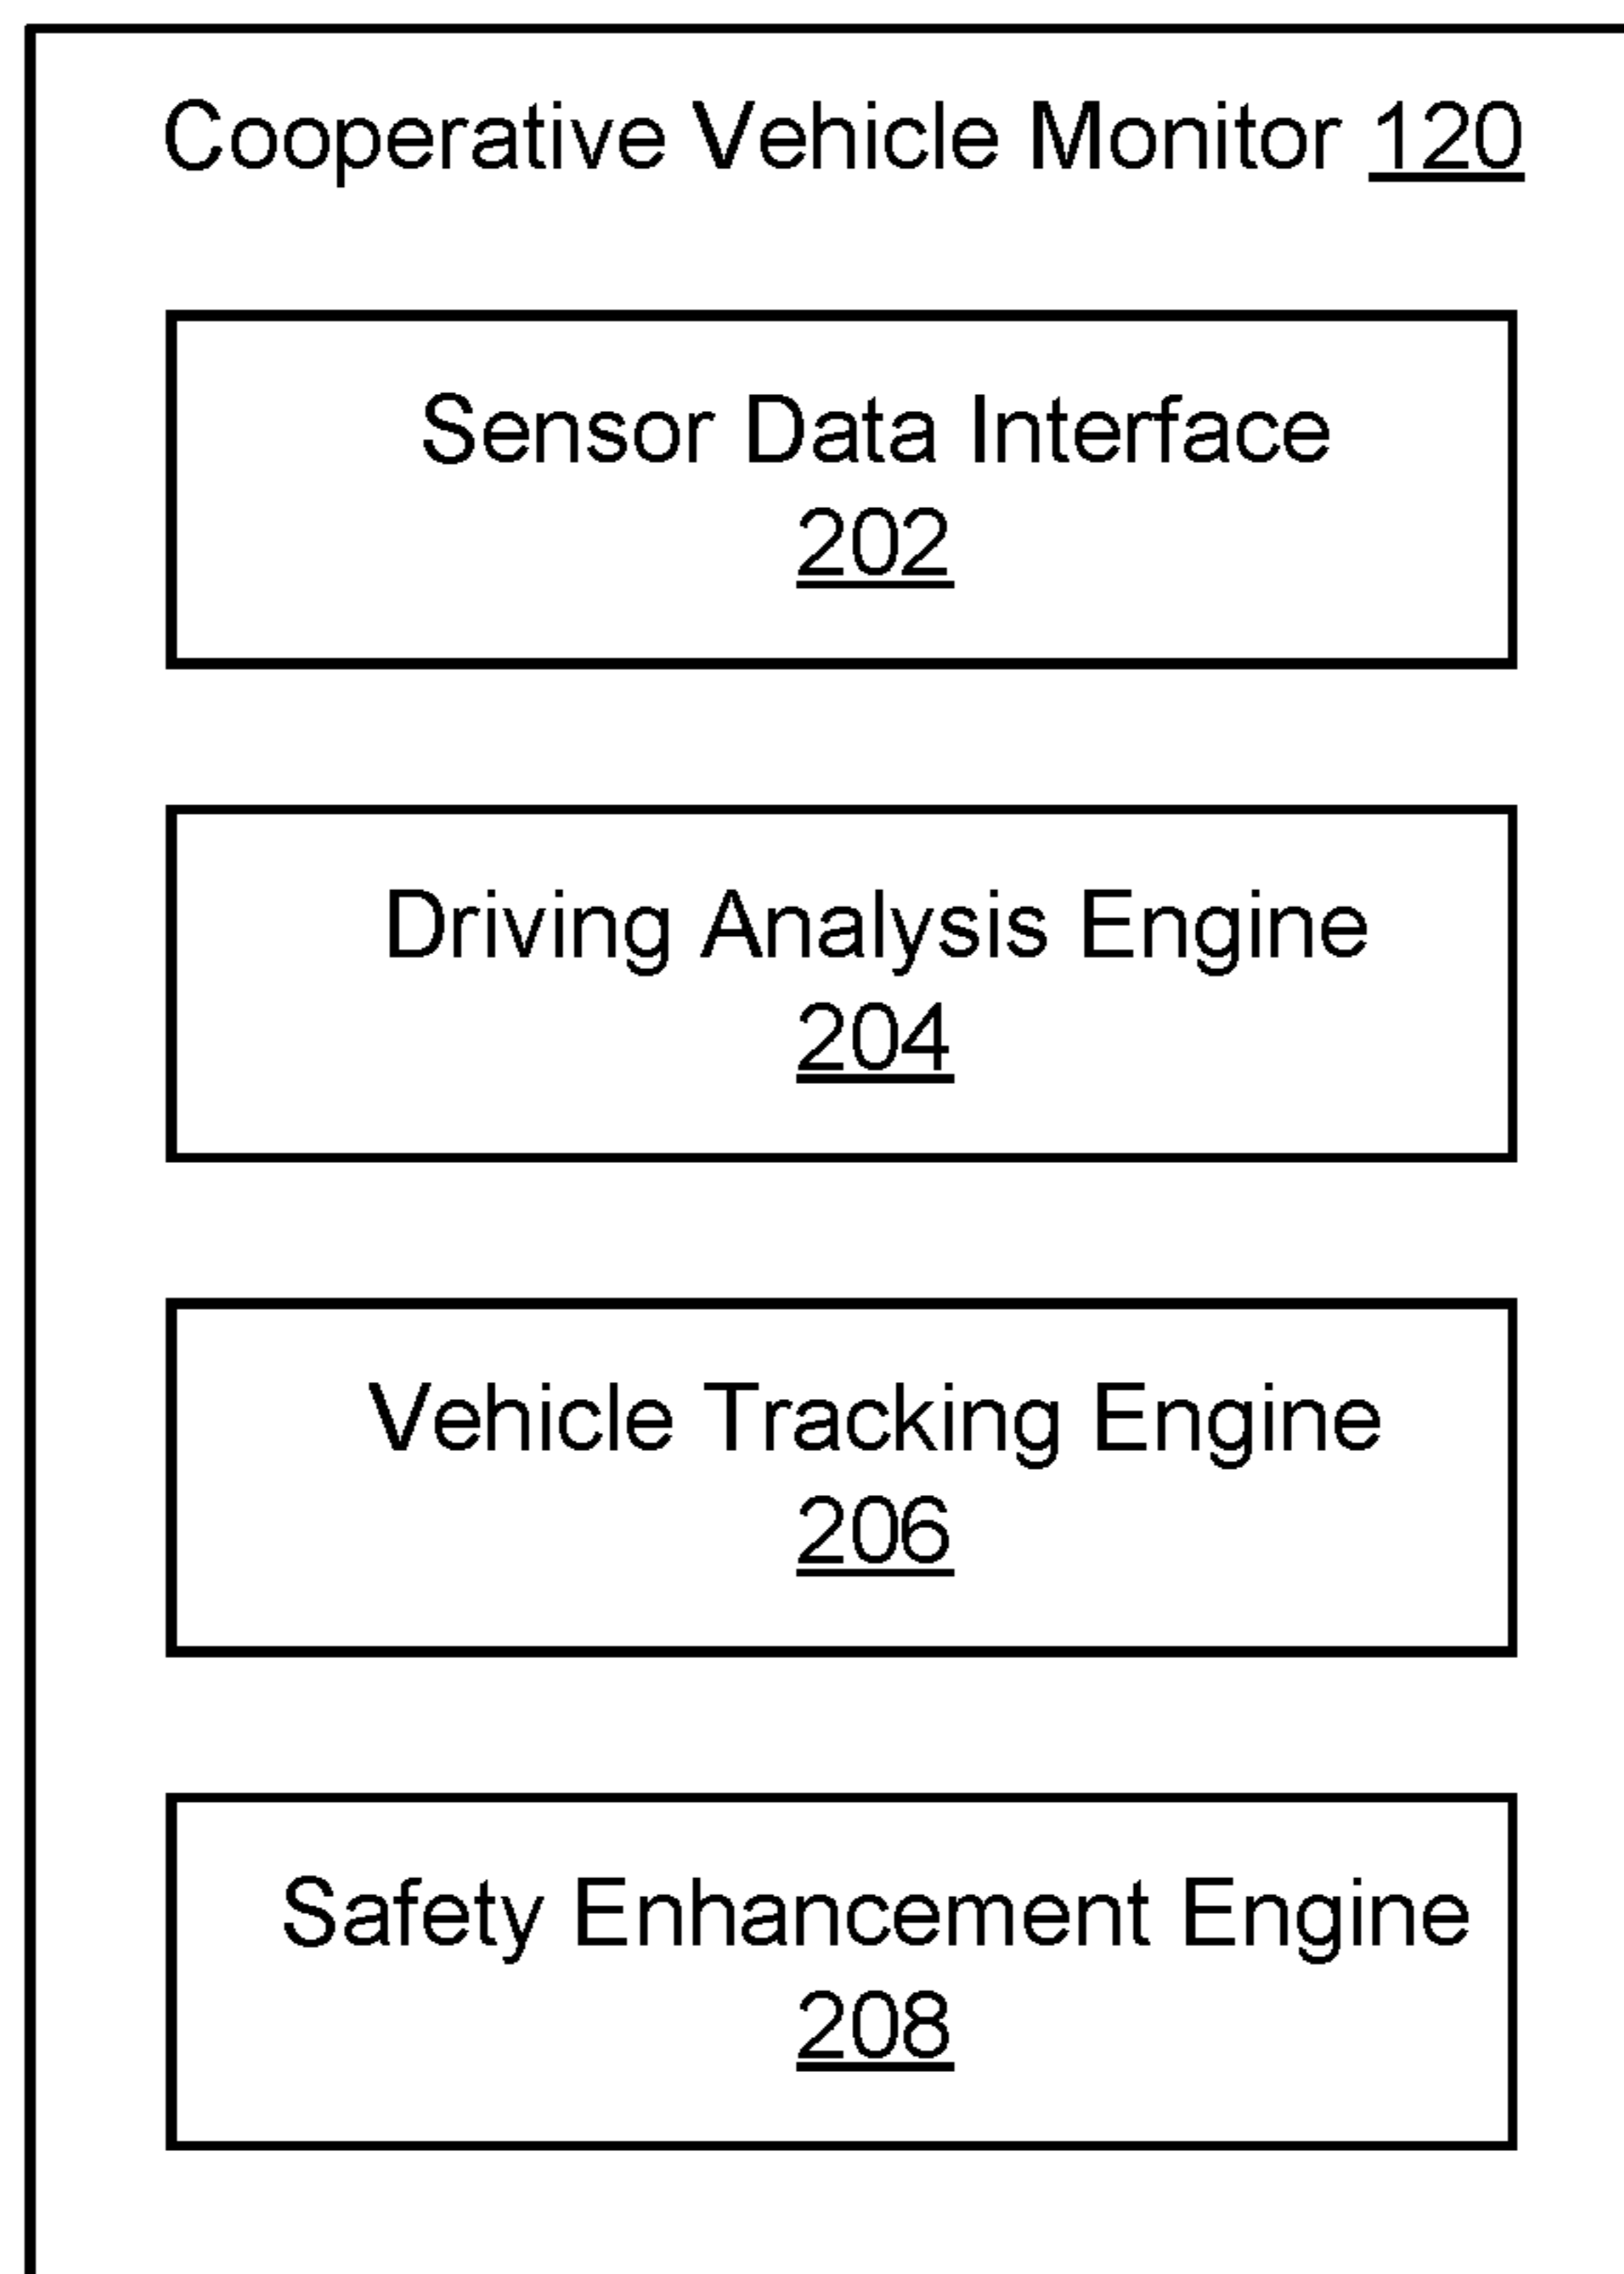 Cooperative Vehicle Monitor 120
Sensor Data Interface
202
Driving Analysis Engine
204
Vehicle Tracking Engine
206
Safety Enhancement Engine
208